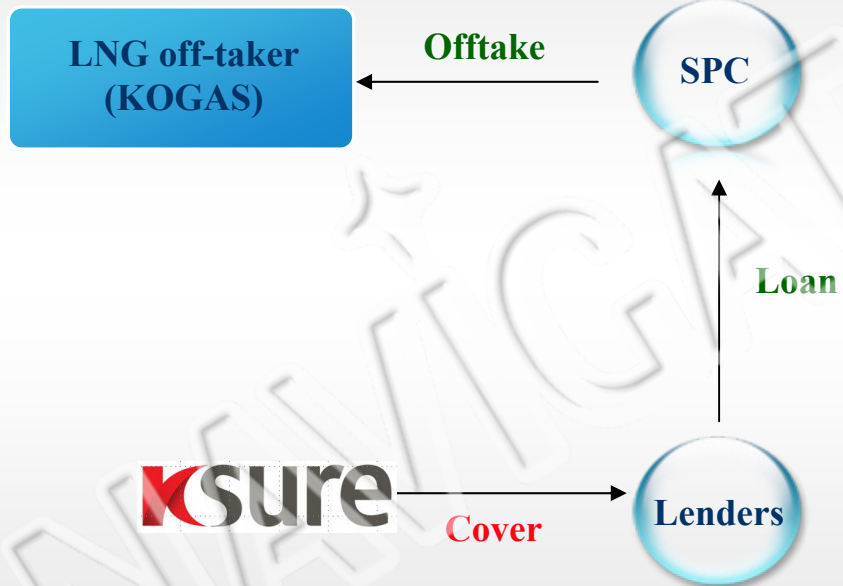 LNG off-taker
(KOGAS)
Offtake
SPC
Loan
ksure
Cover
Lenders